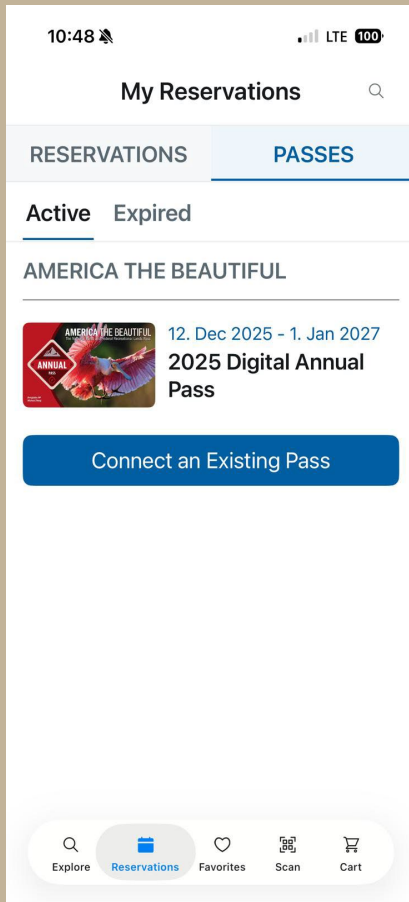 10:48
LTE 100
My Reservations
RESERVATIONS PASSES
Active Expired
AMERICA THE BEAUTIFUL
AMERICA THE BEAUTIFUL
ANNUAL
PASS
12. Dec 2025 - 1. Jan 2027
2025 Digital Annual
Pass
Connect an Existing Pass
Explore Reservations Favorites Scan Cart